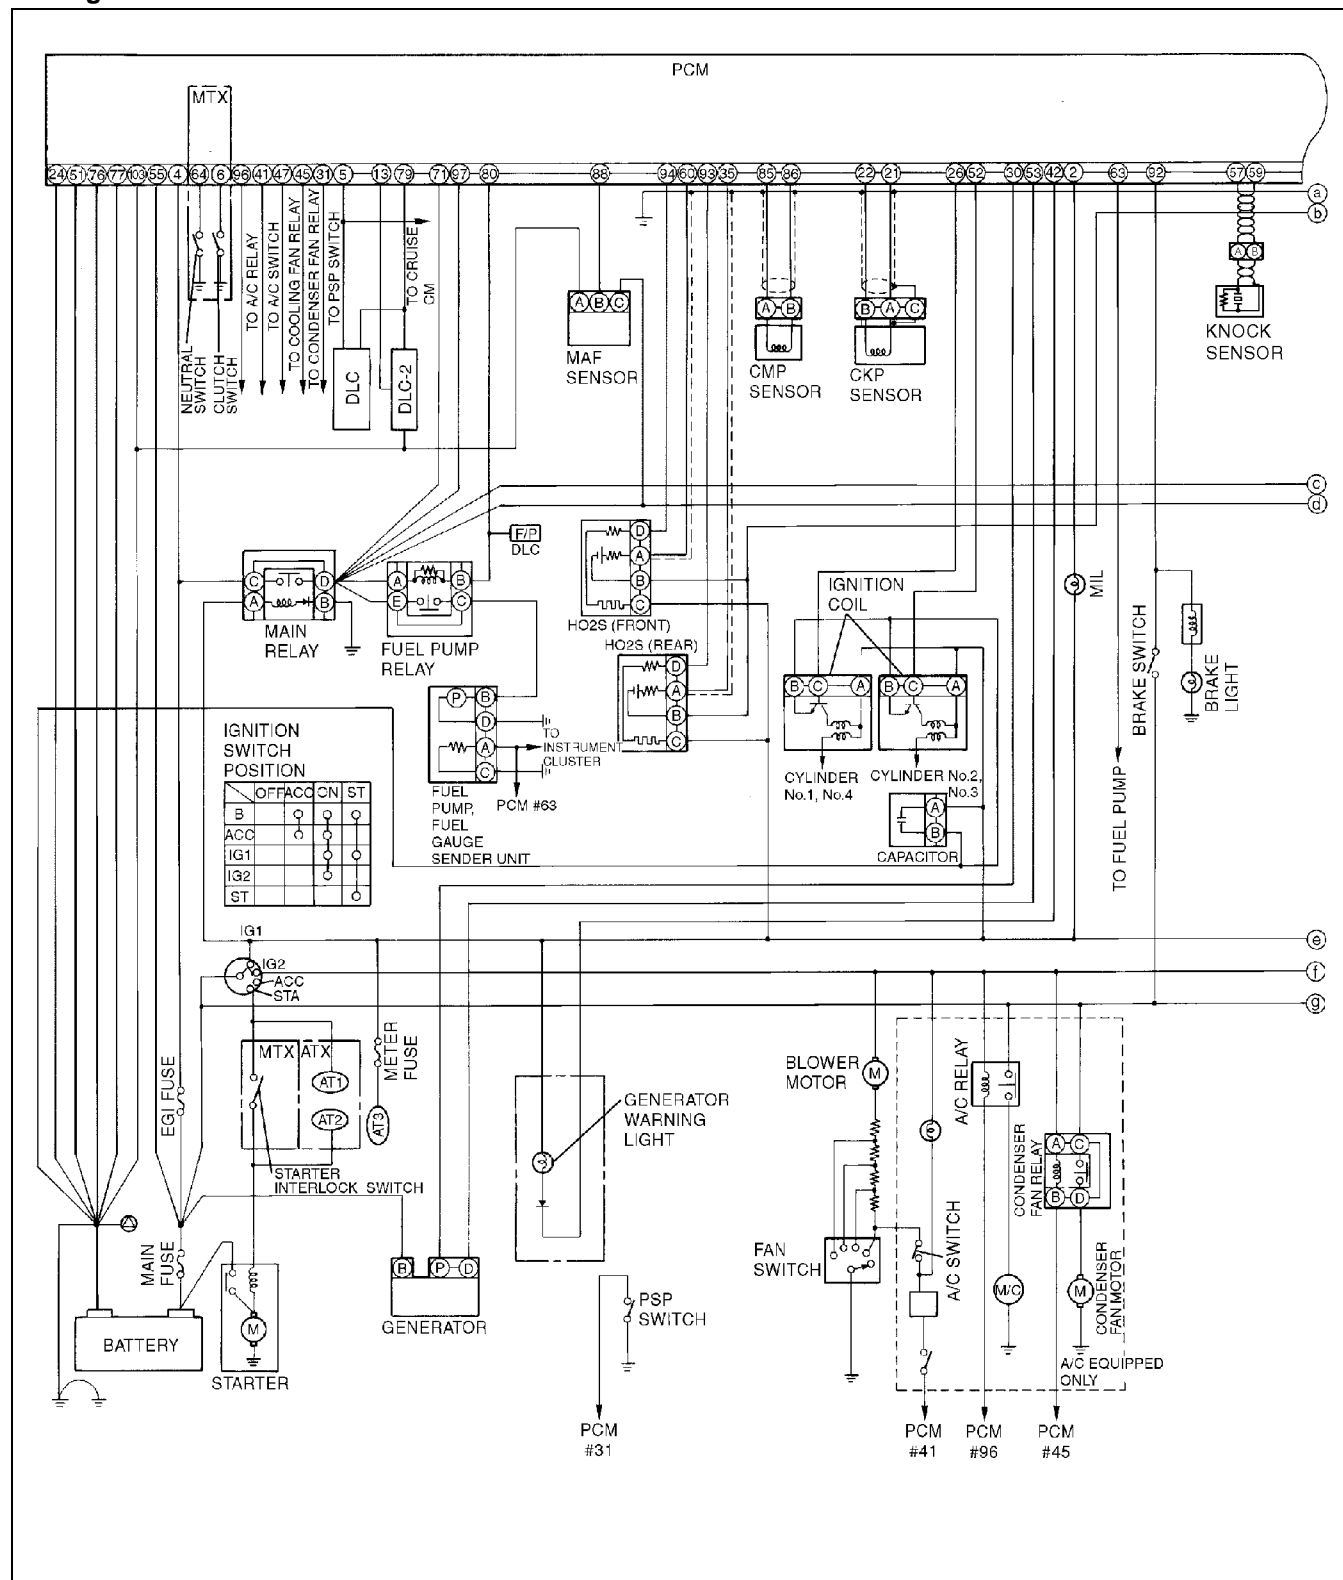 PCM
MTX
24 51 76 77 103 55 4 64 6 96 41 47 45 31 5 13 79 71 97 80 88 94 60 93 35 85 86 22 21 26 52 30 53 42 2 63 92 57 59
a
b
NEUTRAL
SWITCH
CLUTCH
SWITCH
TO A/C RELAY
TO A/C SWITCH
TO COOLING FAN RELAY
TO CONDENSER FAN RELAY
TO PSP SWITCH
TO CRUISE
CM
DLC
DLC-2
A B C
MAF
SENSOR
A B
CMP
SENSOR
B A C
CKP
SENSOR
A B
KNOCK
SENSOR
c
d
F/P
DLC
C D
A B
MAIN
RELAY
A B
E C
FUEL PUMP
RELAY
D
A
B
C
HO2S (FRONT)
HO2S (REAR)
D
A
B
C
IGNITION
COIL
B C A
B C A
CYLINDER
No.1, No.4
CYLINDER No.2,
No.3
A
B
CAPACITOR
MIL
BRAKE SWITCH
BRAKE
LIGHT
TO FUEL PUMP
P
B
D
A
C
TO
INSTRUMENT
CLUSTER
PCM #63
FUEL
PUMP,
FUEL
GAUGE
SENDER UNIT
IGNITION
SWITCH
POSITION
OFF ACC ON ST
B
ACC
IG1
IG2
ST
IG1
IG2
ACC
STA
e
f
g
EGI FUSE
MTX ATX
AT1
AT2
METER
FUSE
AT3
STARTER
INTERLOCK SWITCH
GENERATOR
WARNING
LIGHT
BLOWER
MOTOR
M
FAN
SWITCH
A/C RELAY
A/C SWITCH
CONDENSER
FAN RELAY
A C
B D
M/C
M
CONDENSER
FAN MOTOR
A/C EQUIPPED
ONLY
MAIN
FUSE
BATTERY
M
STARTER
B P D
GENERATOR
PSP
SWITCH
PCM
#31
PCM
#41
PCM
#96
PCM
#45